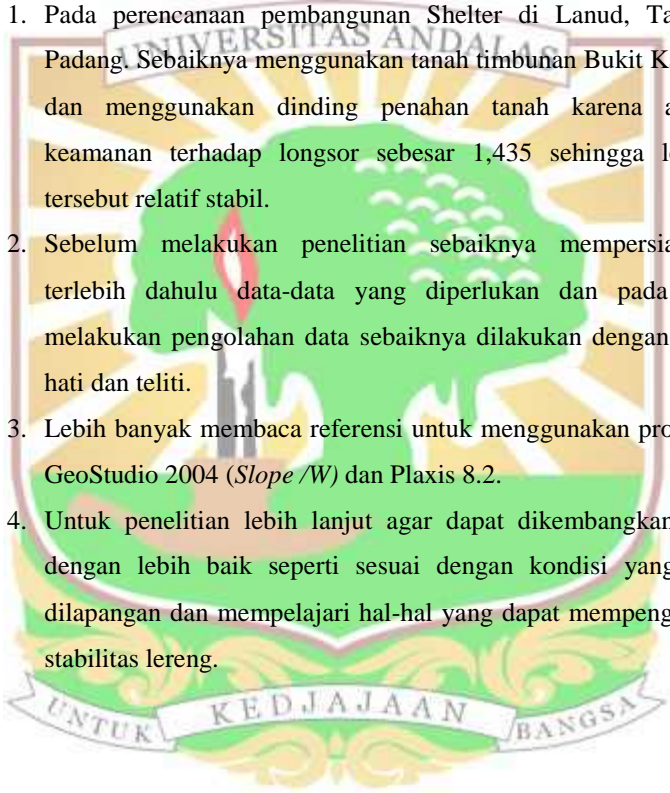 1. Pada perencanaan pembangunan Shelter di Lanud,
UNIVERSITAS ANDALAS
Padang. Sebaiknya menggunakan tanah timbunan Bukit
dan menggunakan dinding penahan tanah karena
keamanan terhadap longsor sebesar 1,435 sehingga
tersebut relatif stabil.
2. Sebelum melakukan penelitian sebaiknya
terlebih dahulu data-data yang diperlukan dan pada
melakukan pengolahan data sebaiknya dilakukan dengan
hati dan teliti.
3. Lebih banyak membaca referensi untuk menggunakan
GeoStudio 2004 (Slope /W) dan Plaxis 8.2.
4. Untuk penelitian lebih lanjut agar dapat dikembangkan
dengan lebih baik seperti sesuai dengan kondisi yang
dilapangan dan mempelajari hal-hal yang dapat
stabilitas lereng.
UNTUK KEDJAJAAN BANGSA